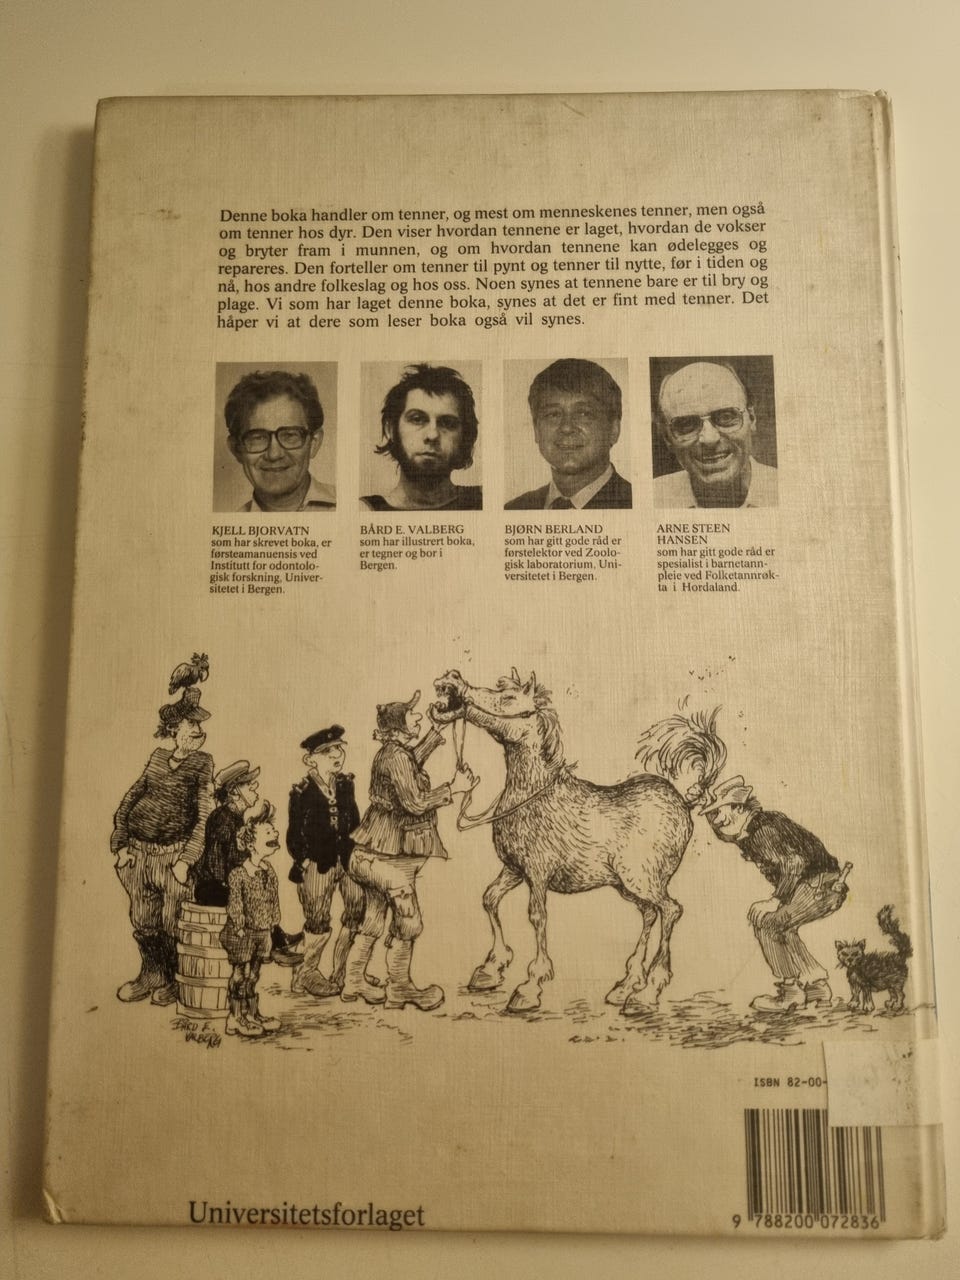 Denne boka handler om tenner, og mest om menneskenes tenner, men også
om tenner hos dyr. Den viser hvordan tennene er laget, hvordan de vokser
og bryter fram i munnen, og om hvordan tennene kan ødelegges og
repareres. Den forteller om tenner til pynt og tenner til nytte, før i tiden og
nå, hos andre folkeslag og hos oss. Noen synes at tennene bare er til bry og
plage. Vi som har laget denne boka, synes at det er fint med tenner. Det
håper vi at dere som leser boka også vil synes.
KJELL BJORVATN
som har skrevet boka, er
førsteamanuensis ved
Institutt for odontolo-
gisk forskning, Univer-
sitetet i Bergen.
BÅRD E. VALBERG
som har illustrert boka,
er tegner og bor i
Bergen.
BJØRN BERLAND
som har gitt gode råd er
førstelektor ved Zoolo-
gisk laboratorium, Uni-
versitetet i Bergen.
ARNE STEEN
HANSEN
som har gitt gode råd er
spesialist i barnetann-
pleie ved Folketannrøk-
ta i Hordaland.
BÅRD E.
VALBERG
ISBN 82-00-
9 788200 072836
Universitetsforlaget